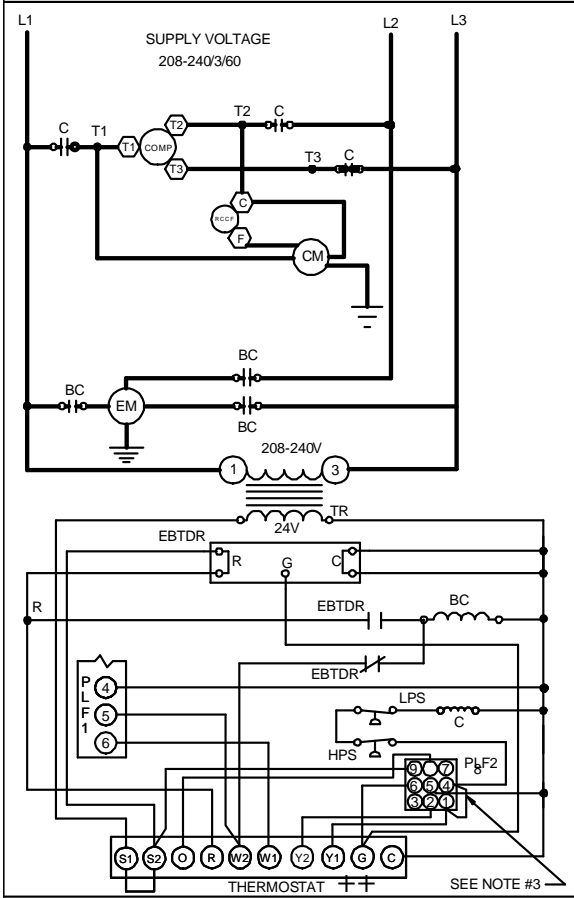 L1
L2
L3
SUPPLY VOLTAGE
208-240/3/60
C
T1
T1
COMP
T2
T3
T2
C
T3
C
C
RCCF
F
CM
BC
BC
EM
BC
208-240V
1
3
24V
TR
EBTDR
R
G
C
R
EBTDR
BC
EBTDR
PLF1
4
5
6
LPS
C
HPS
PLF2
9
8
7
6
5
4
3
2
1
S1
S2
O
R
W2
W1
Y2
Y1
G
C
THERMOSTAT
SEE NOTE #3